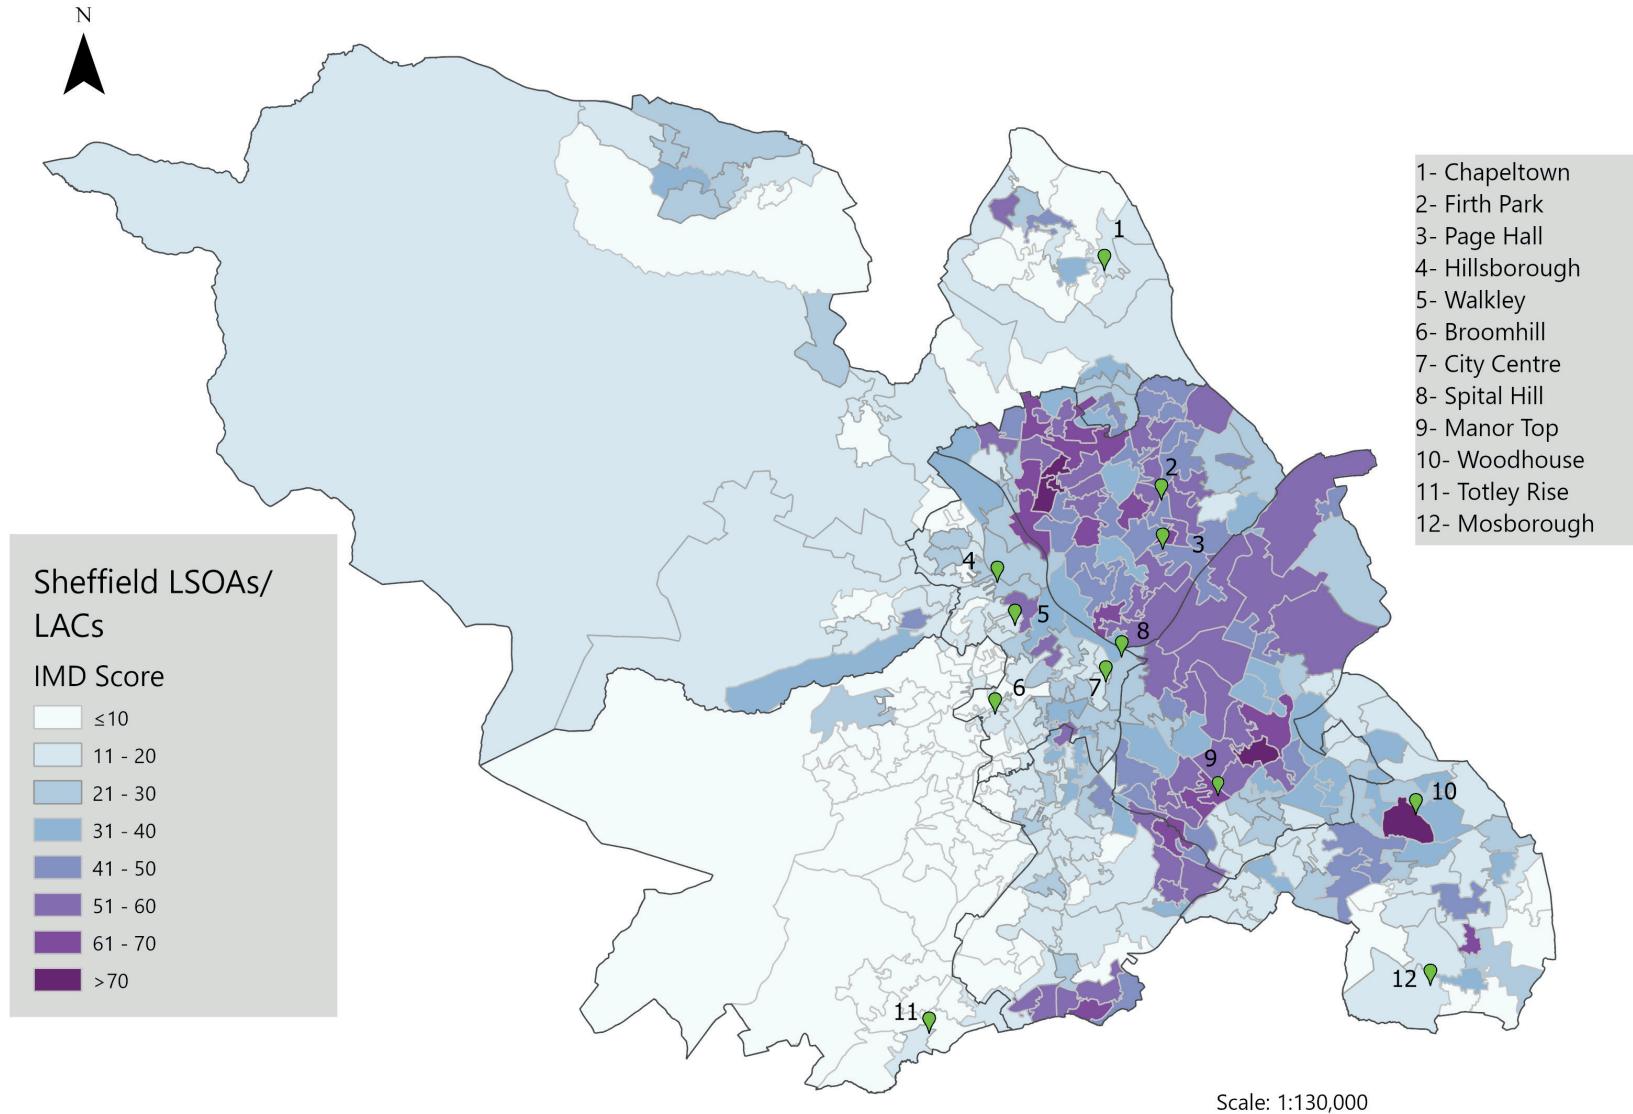 N
1
1- Chapeltown
2- Firth Park
3- Page Hall
4- Hillsborough
5- Walkley
6- Broomhill
7- City Centre
8- Spital Hill
9- Manor Top
10- Woodhouse
11- Totley Rise
12- Mosborough
2
3
4
5
8
6
7
9
10
12
11
Sheffield LSOAs/
LACs
IMD Score
≤10
11 - 20
21 - 30
31 - 40
41 - 50
51 - 60
61 - 70
>70
Scale: 1:130,000